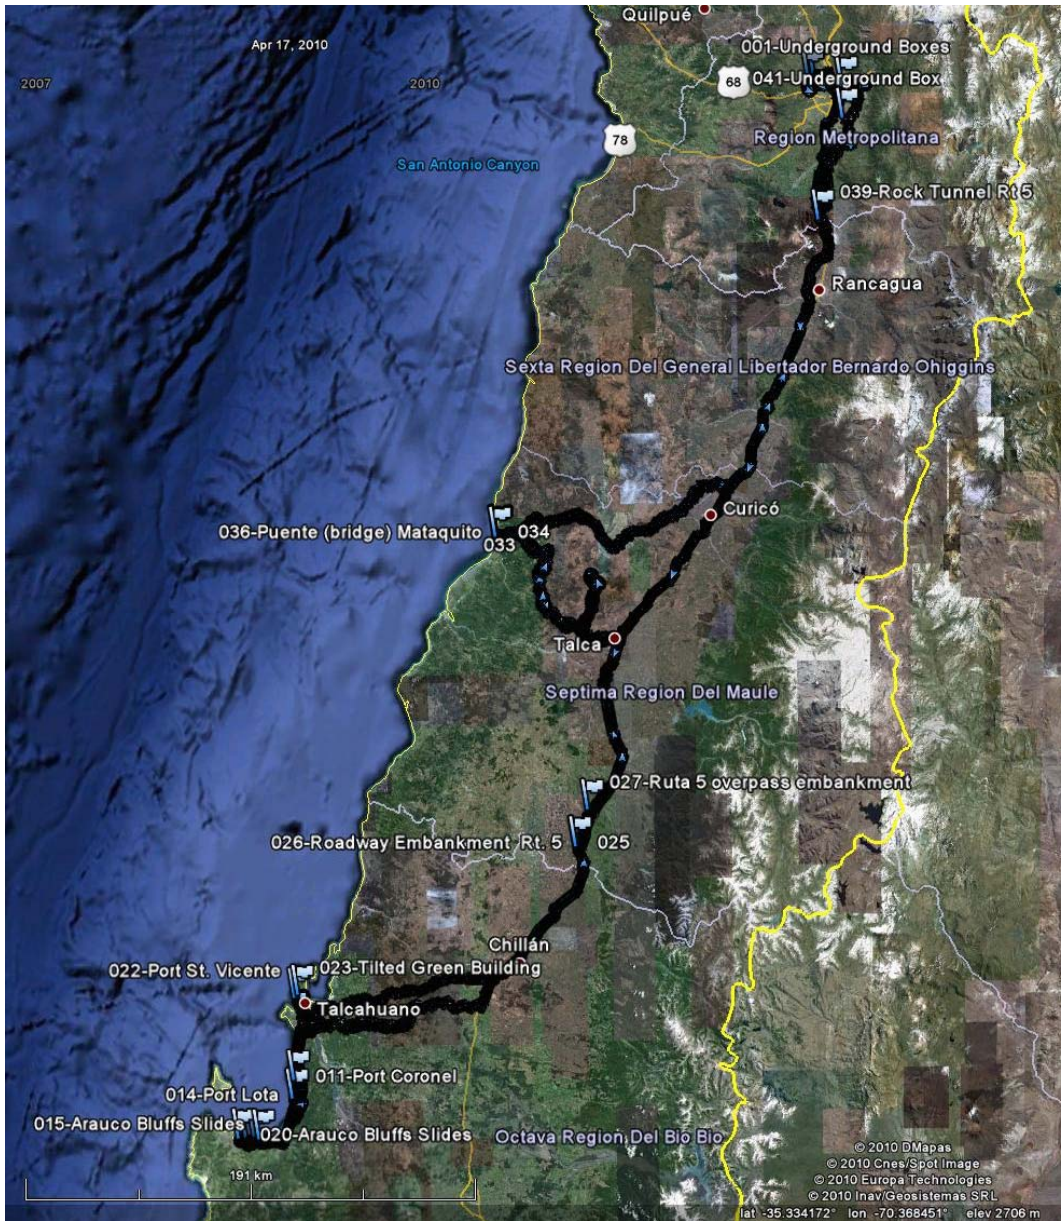 Quilpué
Apr 17, 2010
001-Underground Boxes
2007
2010
68
041-Underground Box
78
Region Metropolitana
San Antonio Canyon
039-Rock Tunnel Rt 5
Rancagua
Sexta Region Del General Libertador Bernardo Ohiggins
Curicó
036-Puente (bridge) Mataquito
034
033
Talca
Septima Region Del Maule
027-Ruta 5 overpass embankment
026-Roadway Embankment Rt. 5
025
Chillán
022-Port St. Vicente
023-Tilted Green Building
Talcahuano
011-Port Coronel
014-Port Lota
015-Arauco Bluffs Slides
020-Arauco Bluffs Slides
Octava Region Del Bio Bio
191 km
© 2010 DMapas
© 2010 Cnes/Spot Image
© 2010 Europa Technologies
© 2010 Inav/Geosistemas SRL
lat -35.334172° lon -70.368451° elev 2706 m